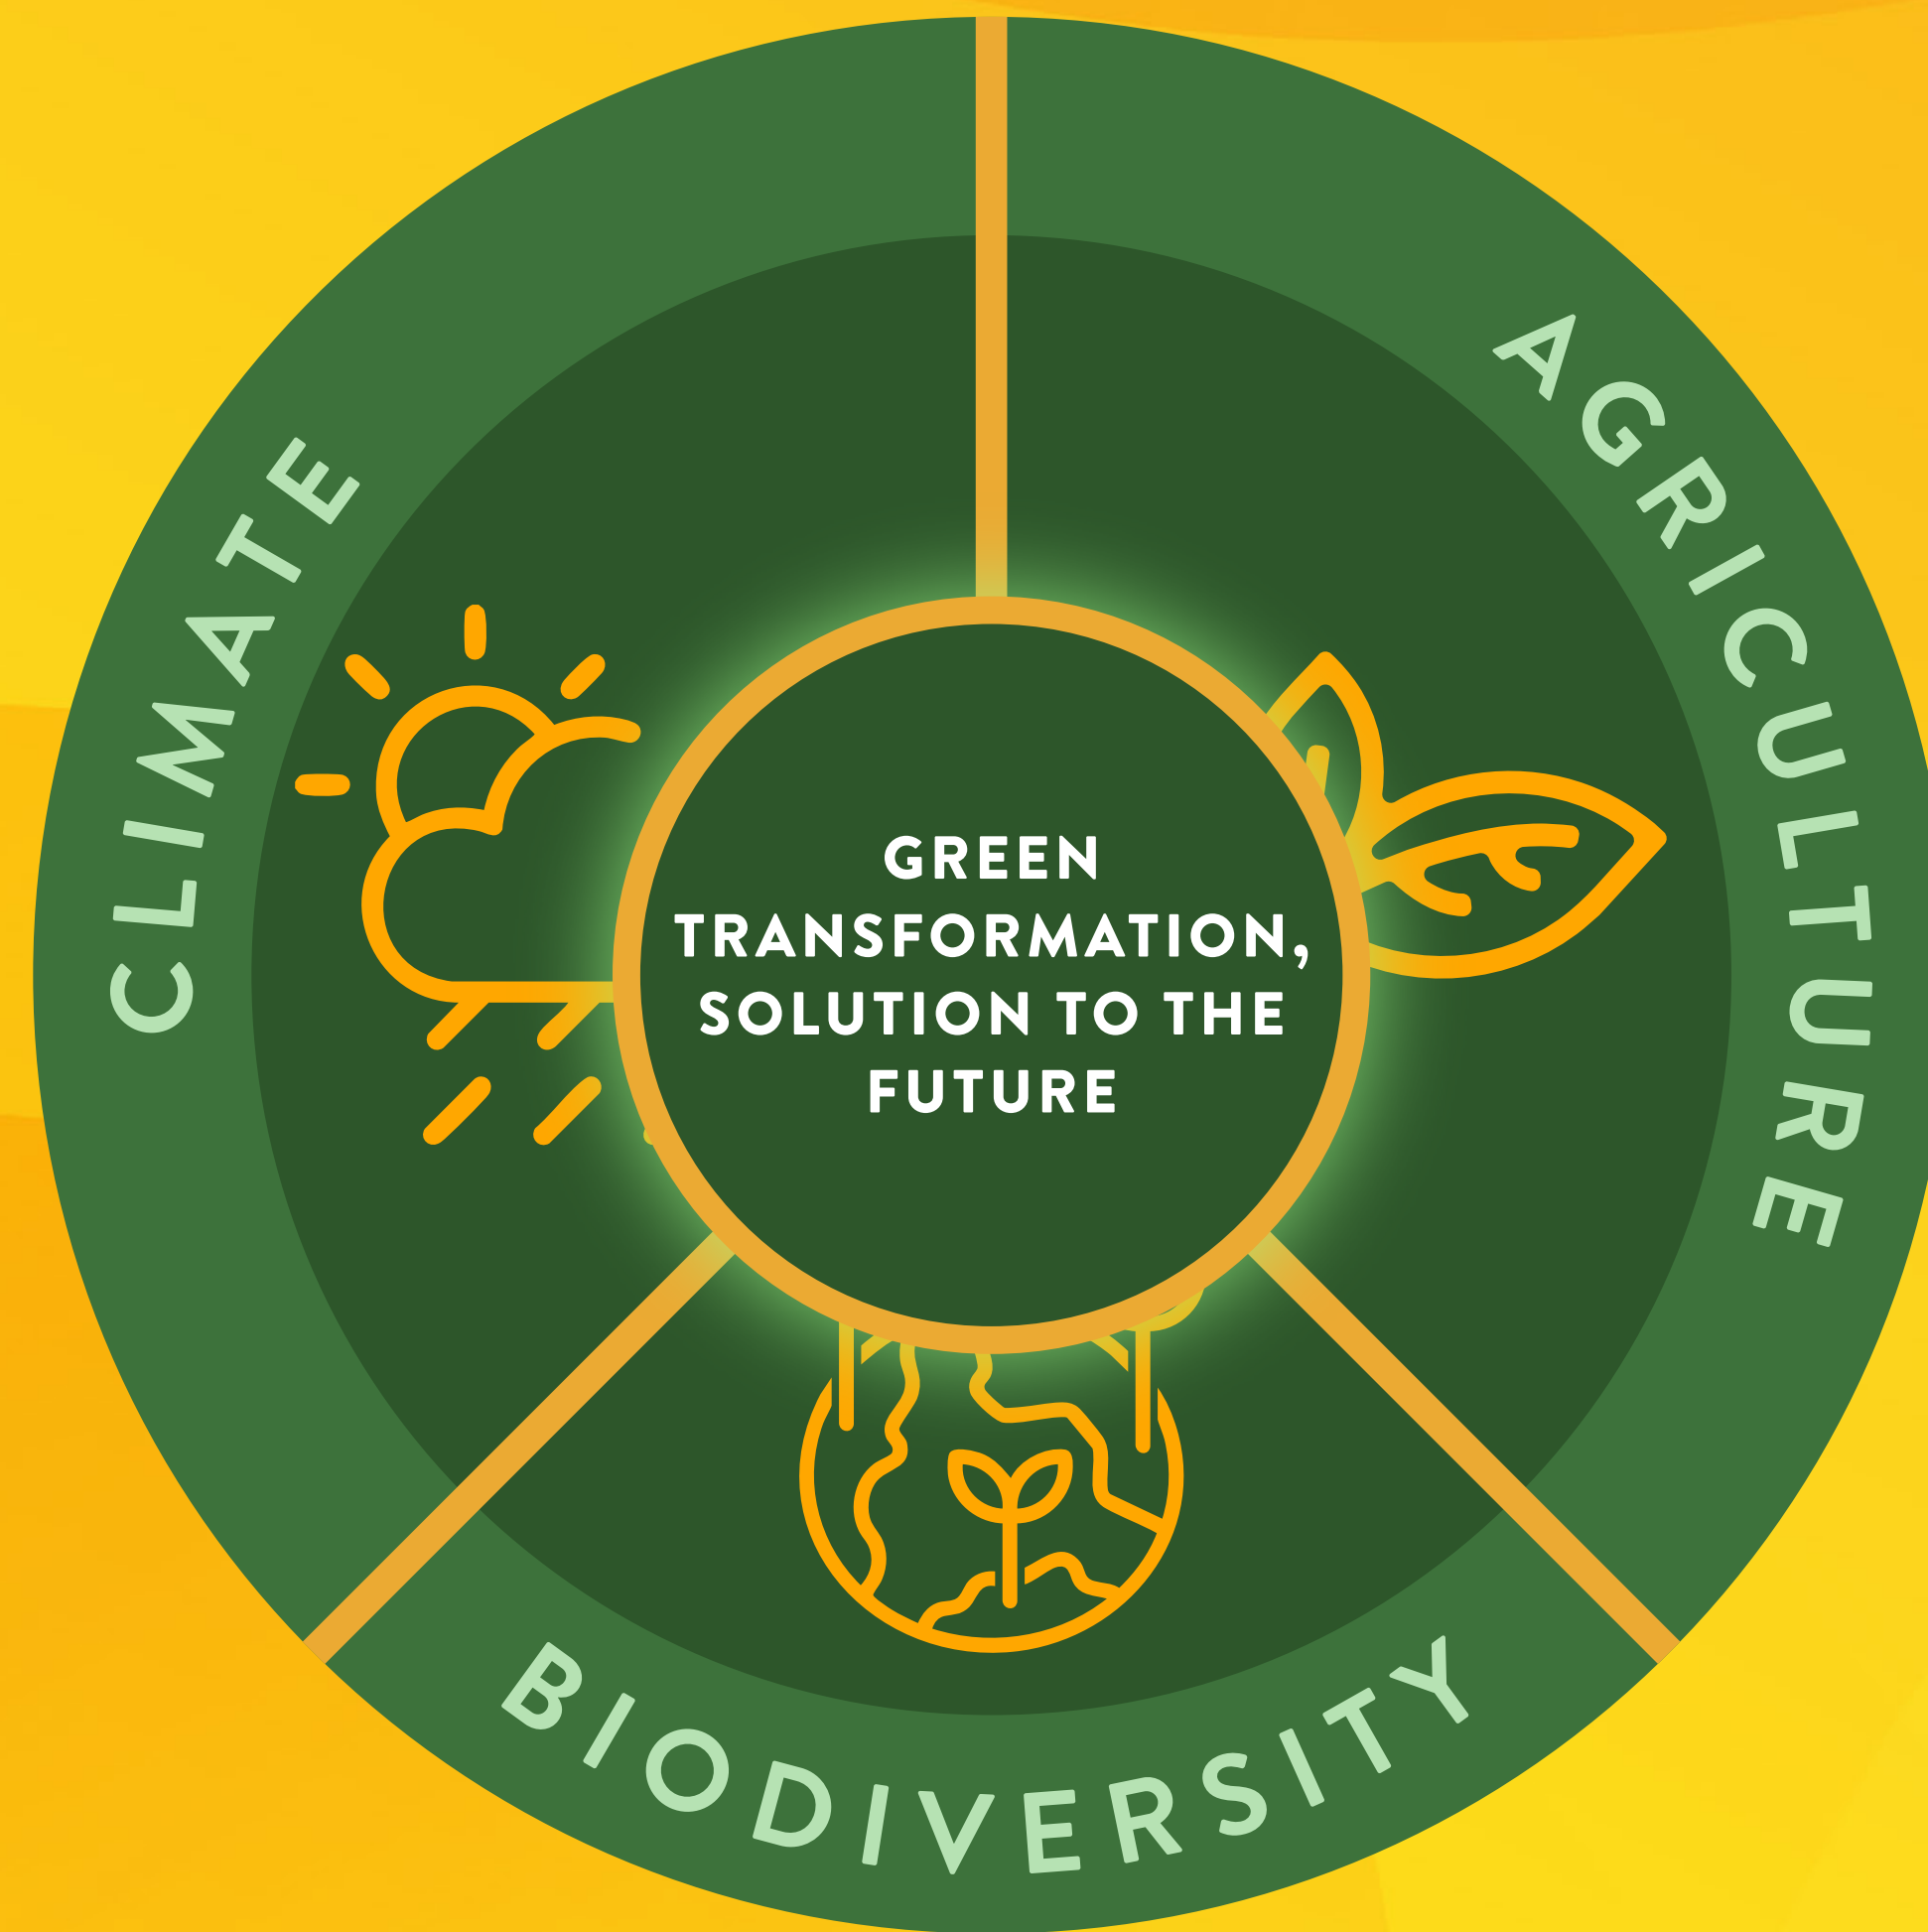 CLIMATE
AGRICULTURE
GREEN
TRANSFORMATION,
SOLUTION TO THE
FUTURE
BIODIVERSITY